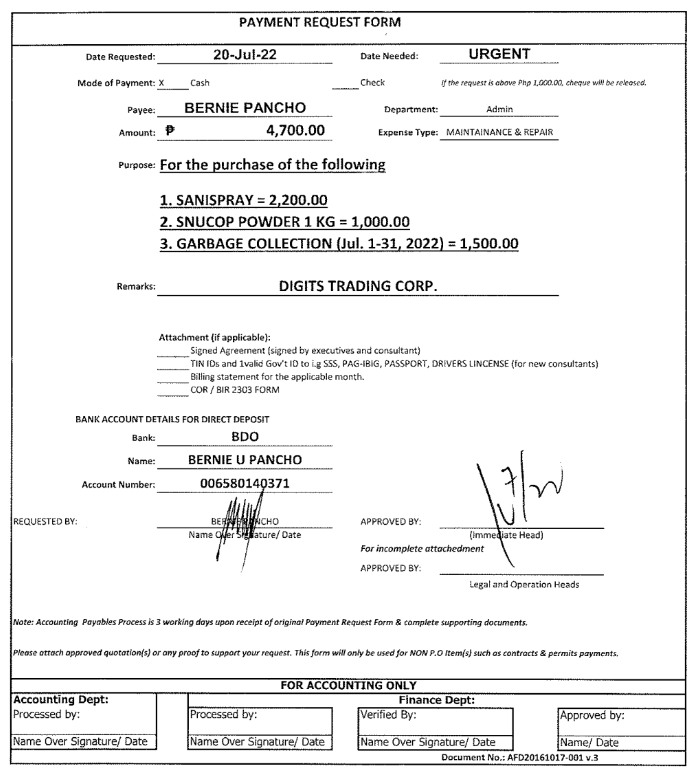 PAYMENT REQUEST FORM
Date Requested: 20-Jul-22 Date Needed: URGENT
Mode of Payment: X Cash Check If the request is above Php 1,000.00, cheque will be released.
Payee: BERNIE PANCHO Department: Admin
Amount: ₱ 4,700.00 Expense Type: MAINTAINANCE & REPAIR
Purpose: For the purchase of the following
1. SANISPRAY = 2,200.00
2. SNUCOP POWDER 1 KG = 1,000.00
3. GARBAGE COLLECTION (Jul. 1-31, 2022) = 1,500.00
Remarks: DIGITS TRADING CORP.
Attachment (if applicable):
Signed Agreement (signed by executives and consultant)
TIN IDs and 1valid Gov't ID to i.g SSS, PAG-IBIG, PASSPORT, DRIVERS LINCENSE (for new consultants)
Billing statement for the applicable month.
COR / BIR 2303 FORM
BANK ACCOUNT DETAILS FOR DIRECT DEPOSIT
Bank: BDO
Name: BERNIE U PANCHO
Account Number: 006580140371
REQUESTED BY: BERNIE PANCHO APPROVED BY:
Name Over Signature/ Date (Immediate Head)
For incomplete attachedment
APPROVED BY:
Legal and Operation Heads
Note: Accounting Payables Process is 3 working days upon receipt of original Payment Request Form & complete supporting documents.
Please attach approved quotation(s) or any proof to support your request. This form will only be used for NON P.O Item(s) such as contracts & permits payments.
FOR ACCOUNTING ONLY
Accounting Dept: Finance Dept:
Processed by: Processed by: Verified By: Approved by:
Name Over Signature/ Date Name Over Signature/ Date Name Over Signature/ Date Name/ Date
Document No.: AFD20161017-001 v.3